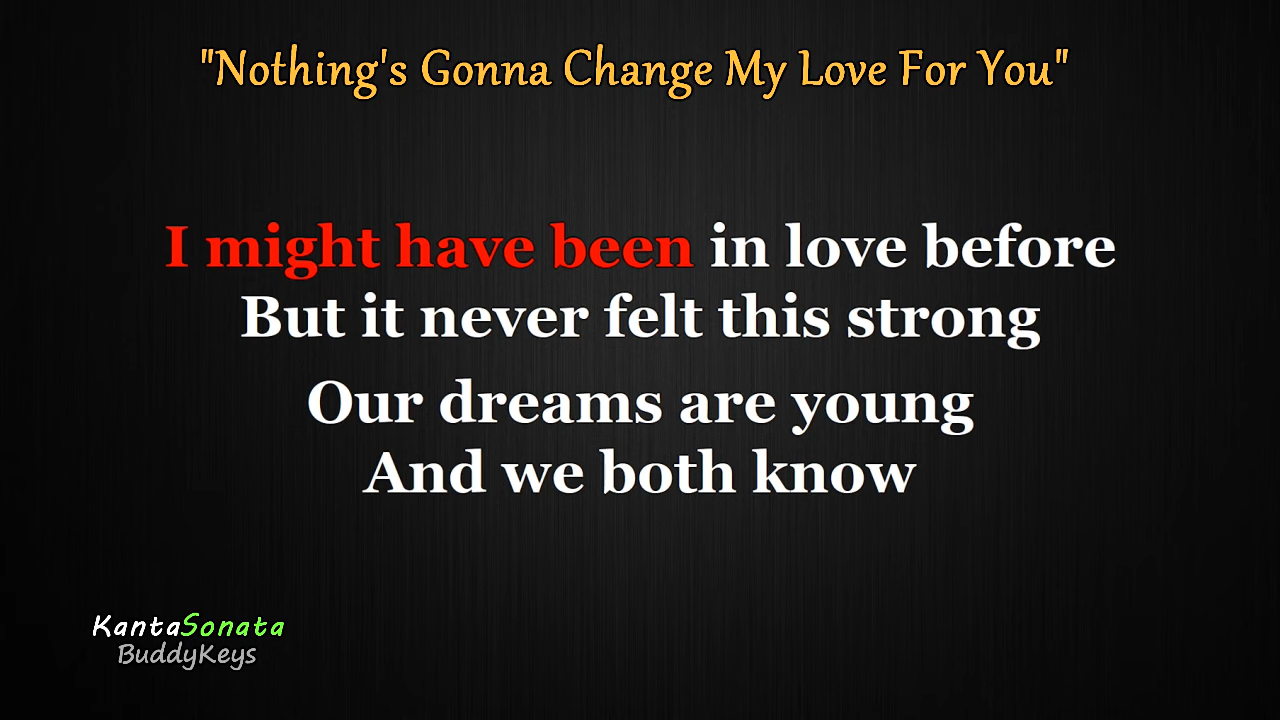 "Nothing's Gonna Change My Love For You"
I might have been in love before
But it never felt this strong
Our dreams are young
And we both know
KantaSonata
BuddyKeys